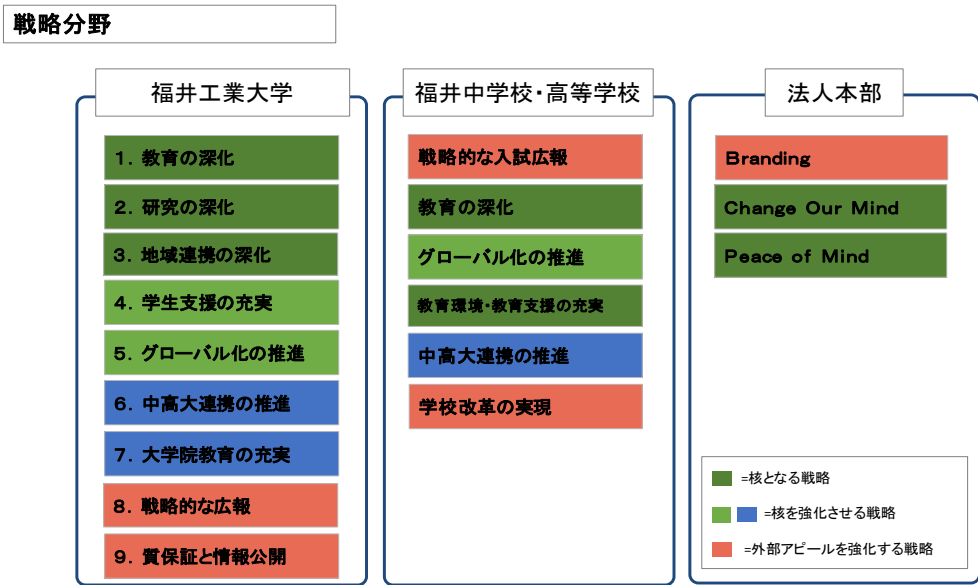 戦略分野
福井工業大学
1. 教育の深化
2. 研究の深化
3. 地域連携の深化
4. 学生支援の充実
5. グローバル化の推進
6. 中高大連携の推進
7. 大学院教育の充実
8. 戦略的な広報
9. 質保証と情報公開
福井中学校・高等学校
戦略的な入試広報
教育の深化
グローバル化の推進
教育環境・教育支援の充実
中高大連携の推進
学校改革の実現
法人本部
Branding
Change Our Mind
Peace of Mind
=核となる戦略
=核を強化させる戦略
=外部アピールを強化する戦略